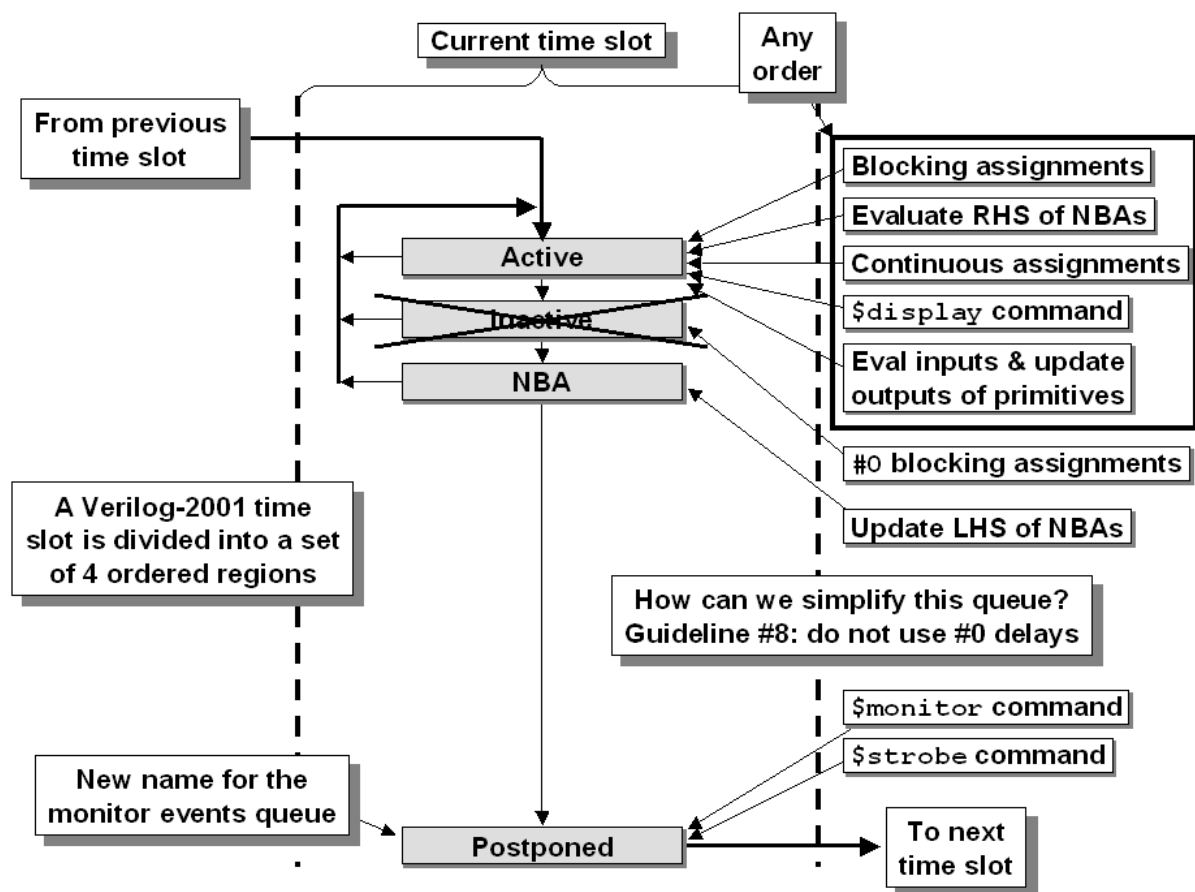 Current time slot
Any
order
From previous
time slot
Blocking assignments
Evaluate RHS of NBAs
Active
Continuous assignments
$display command
Inactive
Eval inputs & update
outputs of primitives
NBA
#0 blocking assignments
A Verilog-2001 time
slot is divided into a set
of 4 ordered regions
Update LHS of NBAs
How can we simplify this queue?
Guideline #8: do not use #0 delays
$monitor command
$strobe command
New name for the
monitor events queue
Postponed
To next
time slot